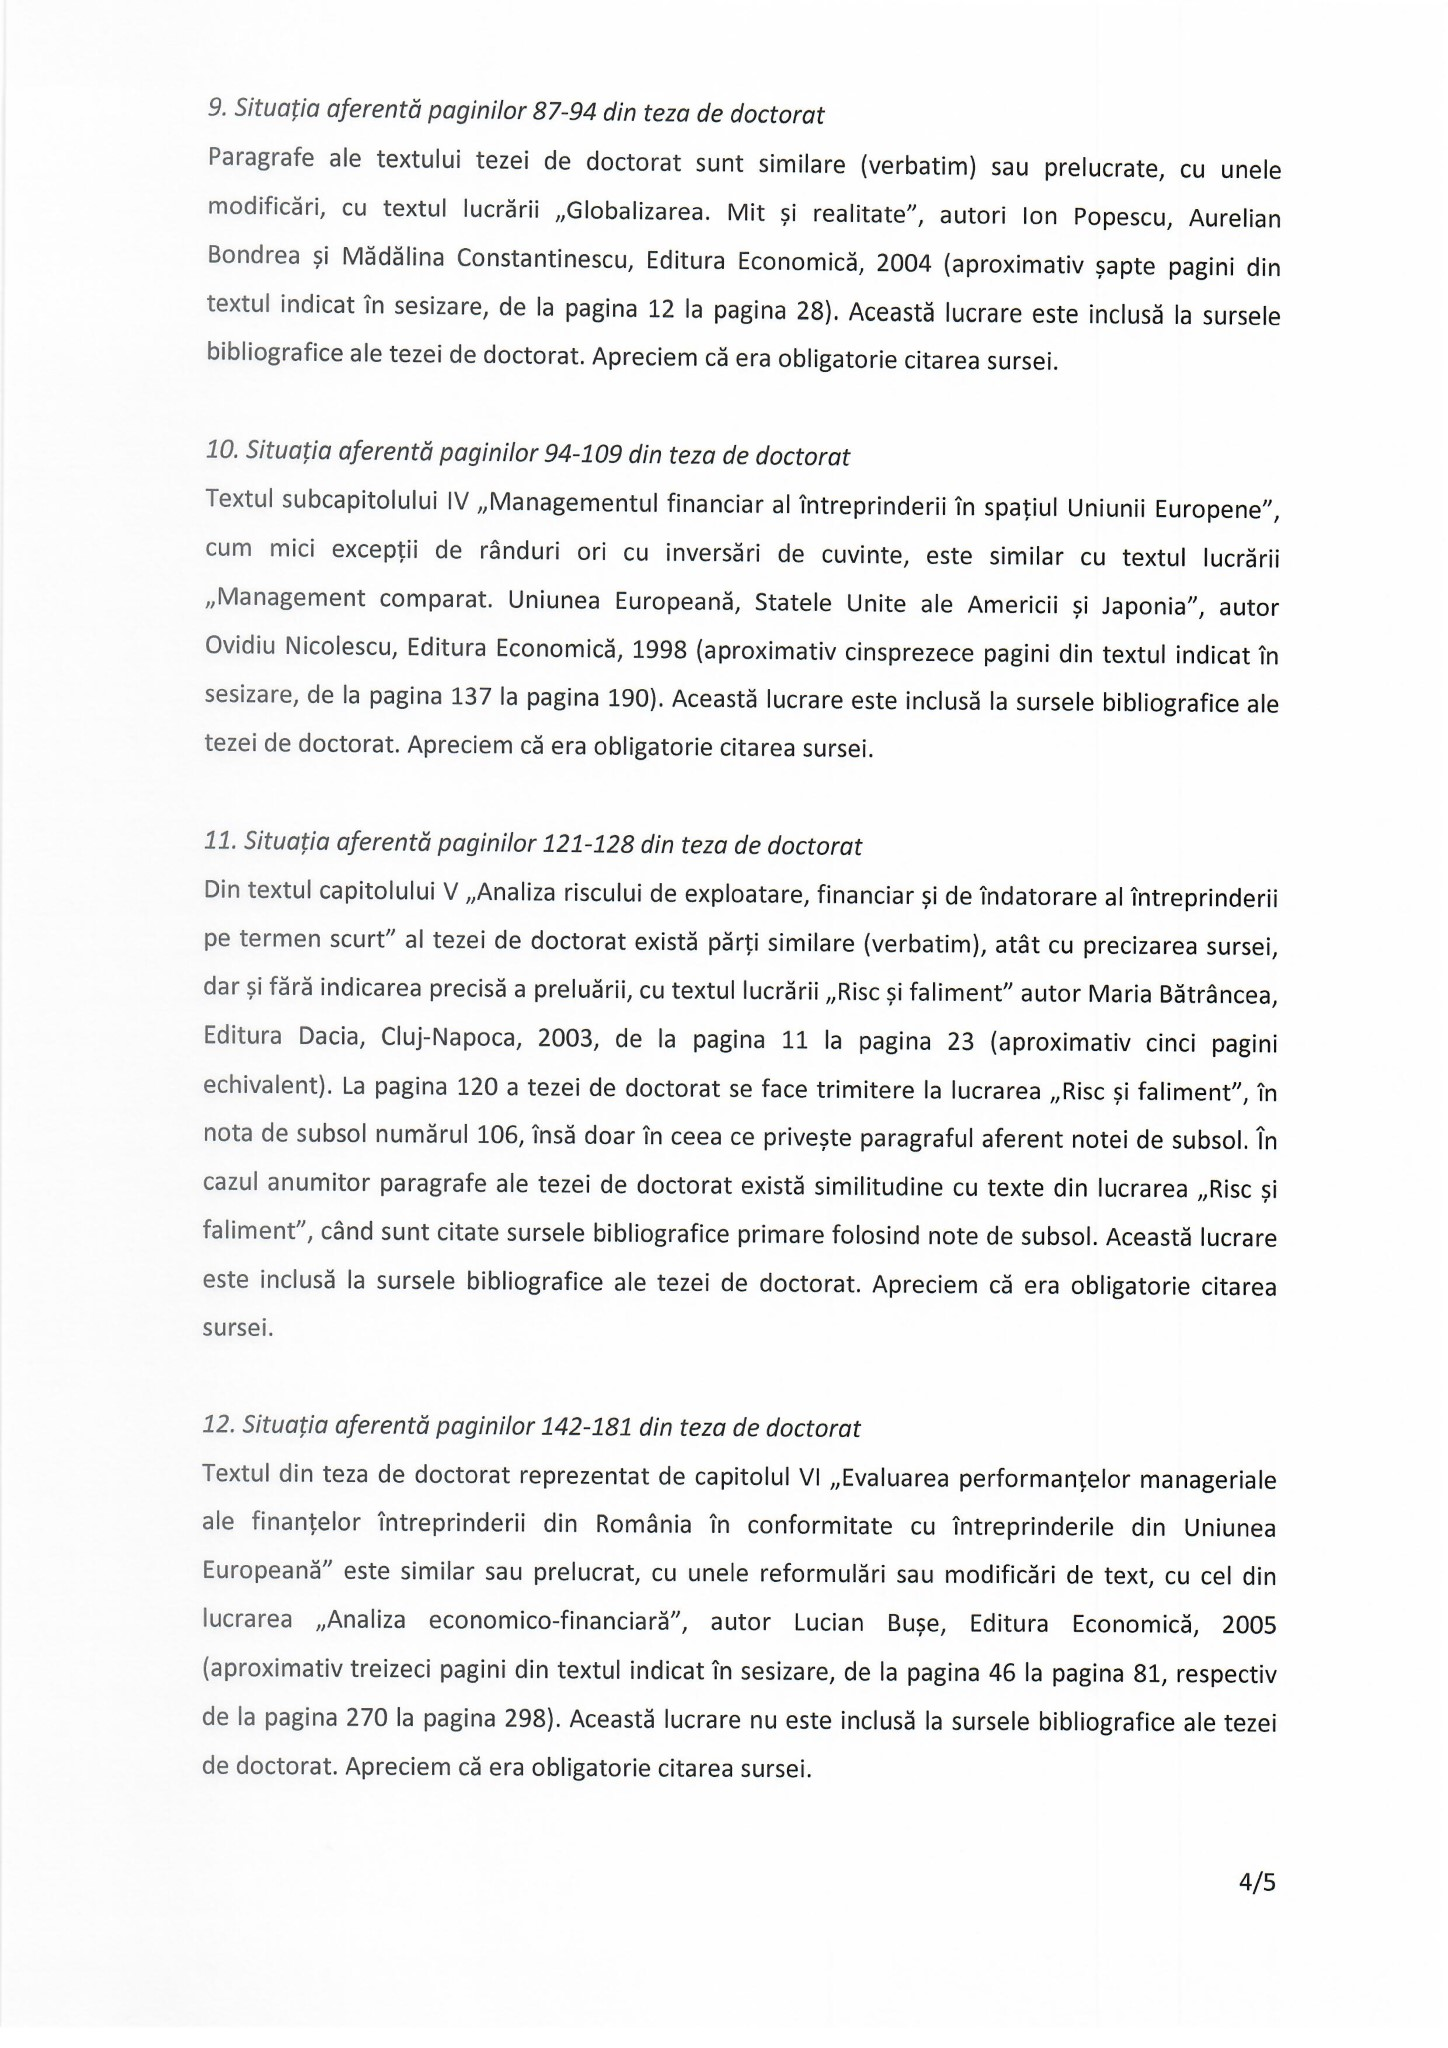 9. Situația aferentă paginilor 87-94 din teza de doctorat
Paragrafe ale textului tezei de doctorat sunt similare (verbatim) sau prelucrate, cu unele
modificări, cu textul lucrării „Globalizarea. Mit și realitate”, autori Ion Popescu, Aurelian
Bondrea și Mădălina Constantinescu, Editura Economică, 2004 (aproximativ șapte pagini din
textul indicat în sesizare, de la pagina 12 la pagina 28). Această lucrare este inclusă la sursele
bibliografice ale tezei de doctorat. Apreciem că era obligatorie citarea sursei.
10. Situația aferentă paginilor 94-109 din teza de doctorat
Textul subcapitolului IV „Managementul financiar al întreprinderii în spațiul Uniunii Europene”,
cum mici excepții de rânduri ori cu inversări de cuvinte, este similar cu textul lucrării
„Management comparat. Uniunea Europeană, Statele Unite ale Americii și Japonia”, autor
Ovidiu Nicolescu, Editura Economică, 1998 (aproximativ cinsprezece pagini din textul indicat în
sesizare, de la pagina 137 la pagina 190). Această lucrare este inclusă la sursele bibliografice ale
tezei de doctorat. Apreciem că era obligatorie citarea sursei.
11. Situația aferentă paginilor 121-128 din teza de doctorat
Din textul capitolului V „Analiza riscului de exploatare, financiar și de îndatorare al întreprinderii
pe termen scurt” al tezei de doctorat există părți similare (verbatim), atât cu precizarea sursei,
dar și fără indicarea precisă a preluării, cu textul lucrării „Risc și faliment” autor Maria Bătrâncea,
Editura Dacia, Cluj-Napoca, 2003, de la pagina 11 la pagina 23 (aproximativ cinci pagini
echivalent). La pagina 120 a tezei de doctorat se face trimitere la lucrarea „Risc și faliment”, în
nota de subsol numărul 106, însă doar în ceea ce privește paragraful aferent notei de subsol. În
cazul anumitor paragrafe ale tezei de doctorat există similitudine cu texte din lucrarea „Risc și
faliment”, când sunt citate sursele bibliografice primare folosind note de subsol. Această lucrare
este inclusă la sursele bibliografice ale tezei de doctorat. Apreciem că era obligatorie citarea
sursei.
12. Situația aferentă paginilor 142-181 din teza de doctorat
Textul din teza de doctorat reprezentat de capitolul VI „Evaluarea performanțelor manageriale
ale finanțelor întreprinderii din România în conformitate cu întreprinderile din Uniunea
Europeană” este similar sau prelucrat, cu unele reformulări sau modificări de text, cu cel din
lucrarea „Analiza economico-financiară”, autor Lucian Bușe, Editura Economică, 2005
(aproximativ treizeci pagini din textul indicat în sesizare, de la pagina 46 la pagina 81, respectiv
de la pagina 270 la pagina 298). Această lucrare nu este inclusă la sursele bibliografice ale tezei
de doctorat. Apreciem că era obligatorie citarea sursei.
4/5